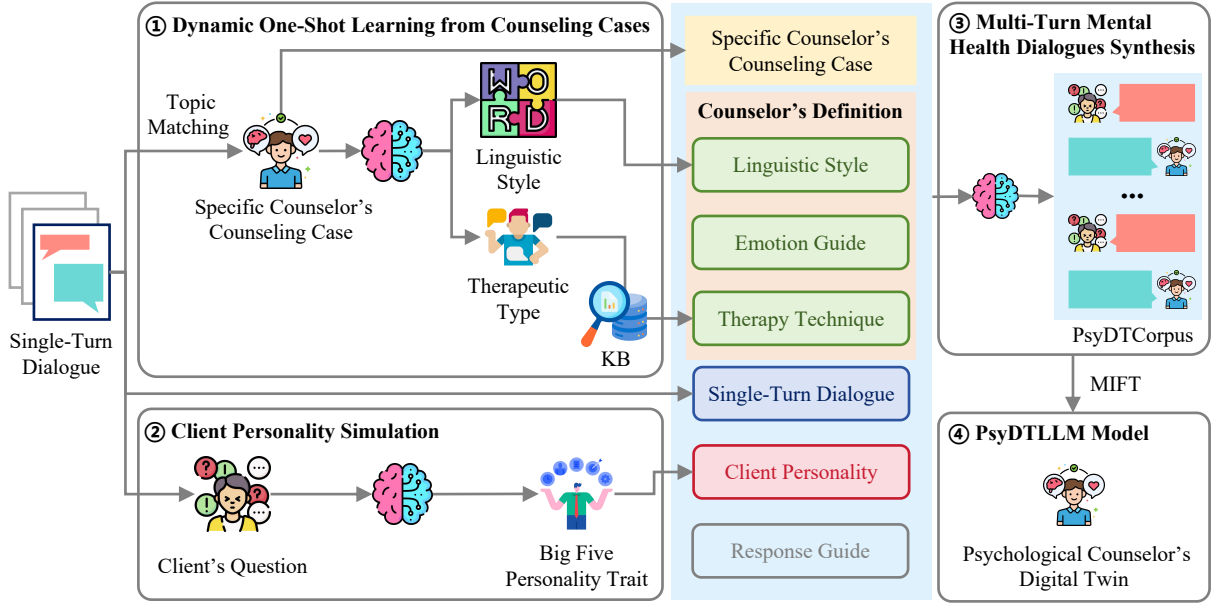 ① Dynamic One-Shot Learning from Counseling Cases
Topic
Matching
Specific Counselor's
Counseling Case
W O
R D
Linguistic
Style
Therapeutic
Type
KB
Single-Turn
Dialogue
② Client Personality Simulation
Client's Question
Big Five
Personality Trait
Specific Counselor's
Counseling Case
Counselor's Definition
Linguistic Style
Emotion Guide
Therapy Technique
Single-Turn Dialogue
Client Personality
Response Guide
③ Multi-Turn Mental
Health Dialogues Synthesis
...
PsyDTCorpus
MIFT
④ PsyDTLLM Model
Psychological Counselor's
Digital Twin